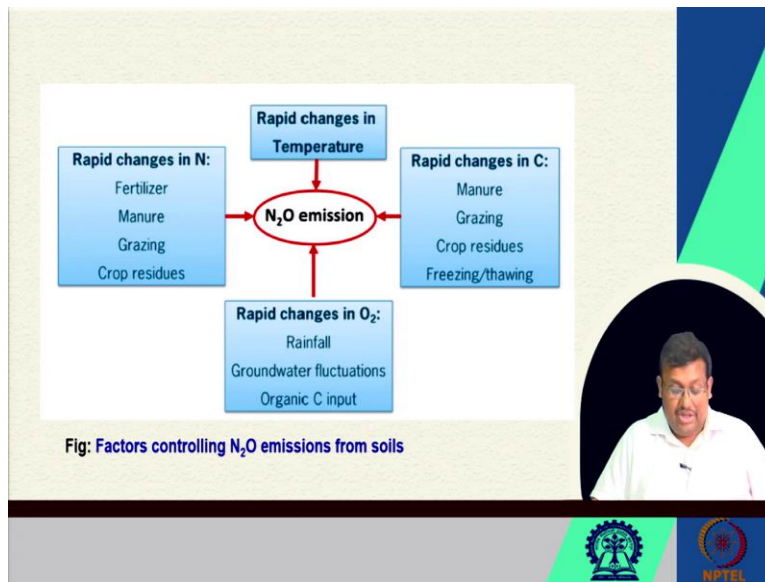 Rapid changes in
Temperature
Rapid changes in N:
Fertilizer
Manure
Grazing
Crop residues
N₂O emission
Rapid changes in C:
Manure
Grazing
Crop residues
Freezing/thawing
Rapid changes in O₂:
Rainfall
Groundwater fluctuations
Organic C input
Fig: Factors controlling N₂O emissions from soils
NPTEL